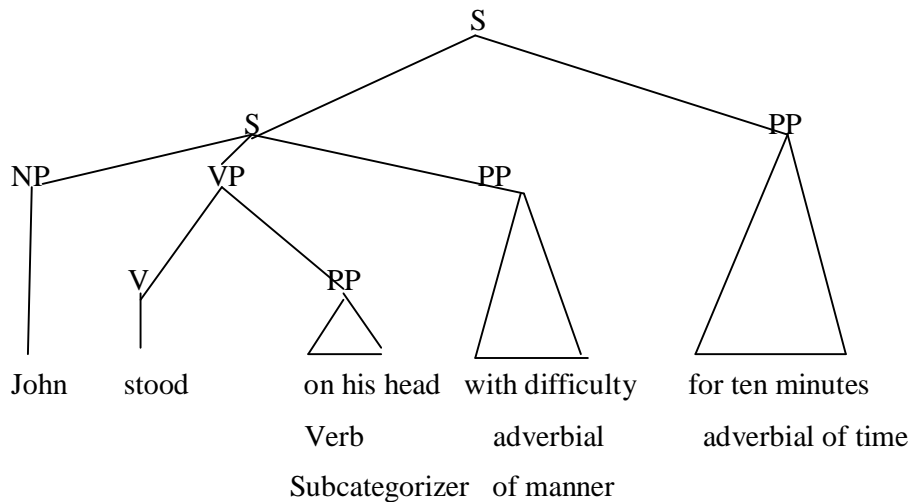 S
S PP
NP VP PP
V PP
John stood on his head with difficulty for ten minutes
Verb adverbial adverbial of time
Subcategorizer of manner